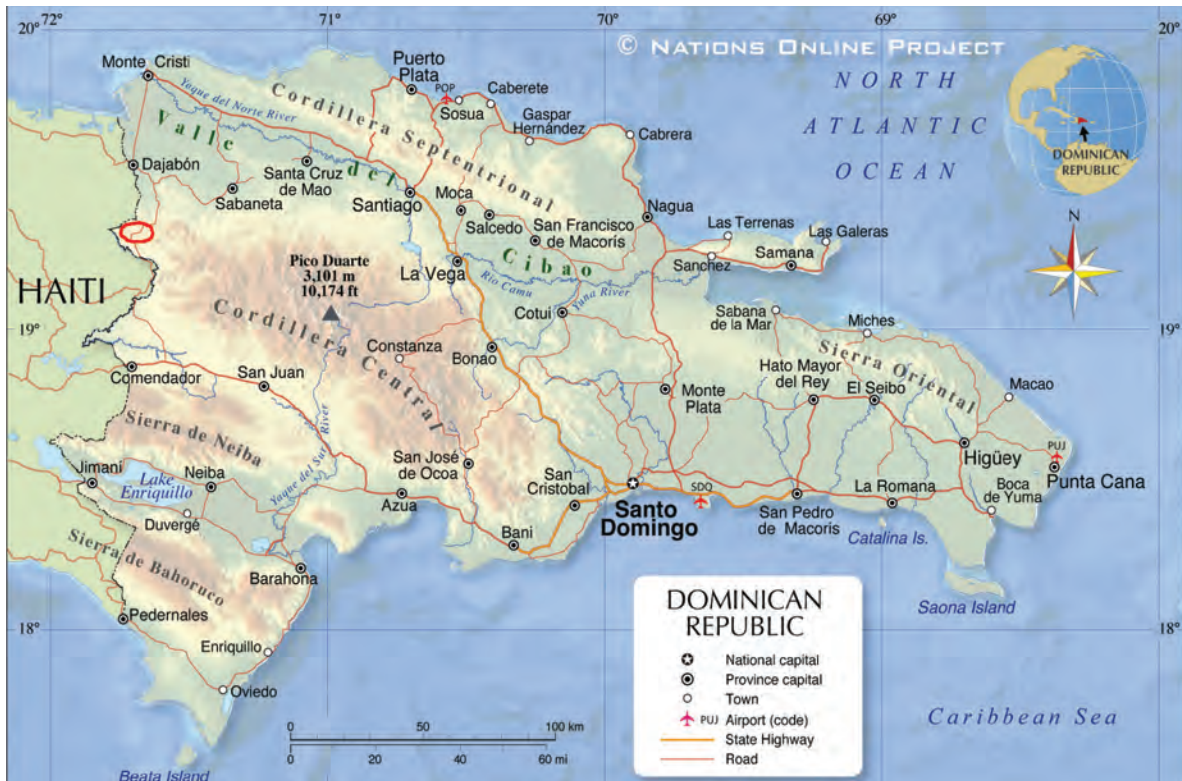 20°
72°
71°
70°
69°
20°
© NATIONS ONLINE PROJECT
NORTH
ATLANTIC
OCEAN
DOMINICAN
REPUBLIC
N
Monte Cristi
Puerto
Plata
POP
Sosua
Caberete
Gaspar
Hernández
Cabrera
Yaque del Norte River
Cordillera Septentrional
Valle del Cibao
Dajabón
Santa Cruz
de Mao
Sabaneta
Santiago
Moca
Salcedo
San Francisco
de Macorís
Nagua
Las Terrenas
Las Galeras
Sanchez
Samana
HAITI
Pico Duarte
3,101 m
10,174 ft
La Vega
Rio Camu
Yuna River
Cotui
Sabana
de la Mar
Miches
19°
19°
Cordillera Central
Constanza
Bonao
Sierra Oriental
Hato Mayor
del Rey
El Seibo
Macao
Comendador
San Juan
Monte
Plata
Sierra de Neiba
Yaque del Sur River
San José
de Ocoa
Higüey
PUJ
Punta Cana
Jimani
Lake
Enriquillo
Neiba
San
Cristobal
Santo
Domingo
SDQ
San Pedro
de Macoris
La Romana
Boca
de Yuma
Duvergé
Azua
Bani
Catalina Is.
Sierra de Bahoruco
Barahona
Saona Island
Pedernales
18°
18°
Enriquillo
Oviedo
Beata Island
0 50 100 km
0 20 40 60 mi
DOMINICAN
REPUBLIC
National capital
Province capital
Town
PUJ Airport (code)
State Highway
Road
Caribbean Sea